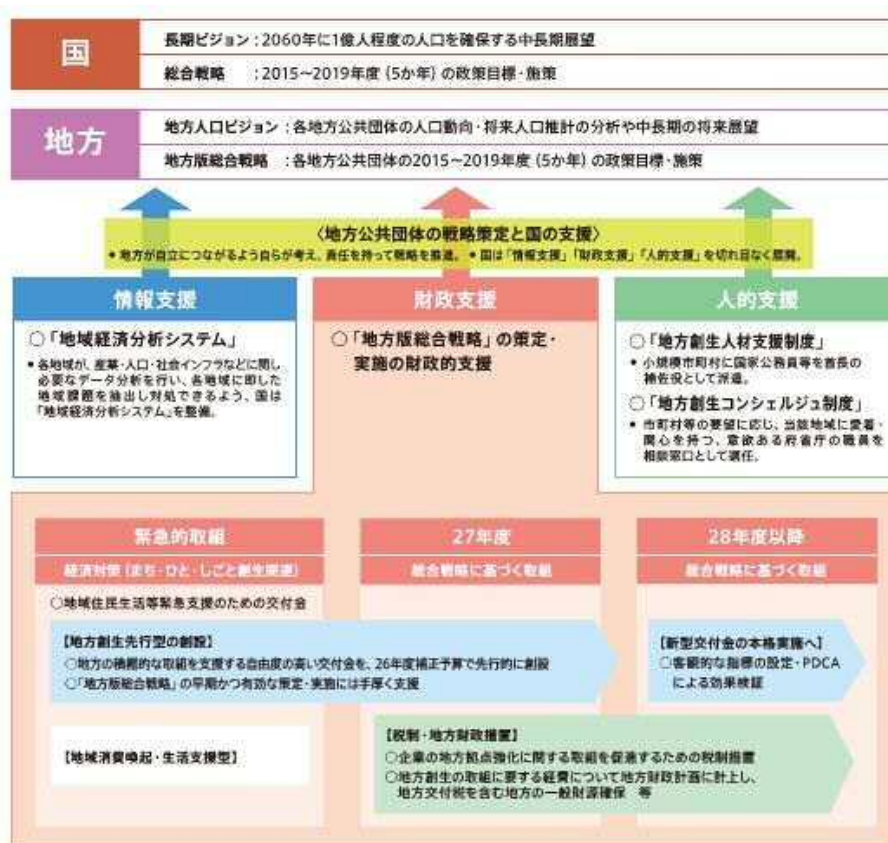 国
長期ビジョン：2060年に1億人程度の人口を確保する中長期展望
総合戦略　：2015～2019年度（5か年）の政策目標・施策
地方
地方人口ビジョン：各地方公共団体の人口動向・将来人口推計の分析や中長期の将来展望
地方版総合戦略　：各地方公共団体の2015～2019年度（5か年）の政策目標・施策
〈地方公共団体の戦略策定と国の支援〉
● 地方が自立につながるよう自らが考え、責任を持って戦略を推進。 ● 国は「情報支援」「財政支援」「人的支援」を切れ目なく展開。
情報支援
○「地域経済分析システム」
● 各地域が、産業・人口・社会インフラなどに関し
必要なデータ分析を行い、各地域に即した
地域課題を抽出し対処できるよう、国は
「地域経済分析システム」を整備。
財政支援
○「地方版総合戦略」の策定・
実施の財政的支援
人的支援
○「地方創生人材支援制度」
● 小規模市町村に国家公務員等を首長の
補佐役として派遣。
○「地方創生コンシェルジュ制度」
● 市町村等の要望に応じ、当該地域に愛着・
関心を持つ、意欲ある府省庁の職員を
相談窓口として選任。
緊急的取組
経済対策（まち・ひと・しごと創生関連）
○地域住民生活等緊急支援のための交付金
27年度
総合戦略に基づく取組
28年度以降
総合戦略に基づく取組
【地方創生先行型の創設】
○地方の積極的な取組を支援する自由度の高い交付金を、26年度補正予算で先行的に創設
○「地方版総合戦略」の早期かつ有効な策定・実施には手厚く支援
【新型交付金の本格実施へ】
○客観的な指標の設定・PDCA
による効果検証
【地域消費喚起・生活支援型】
【税制・地方財政措置】
○企業の地方拠点強化に関する取組を促進するための税制措置
○地方創生の取組に要する経費について地方財政計画に計上し、
地方交付税を含む地方の一般財源確保　等